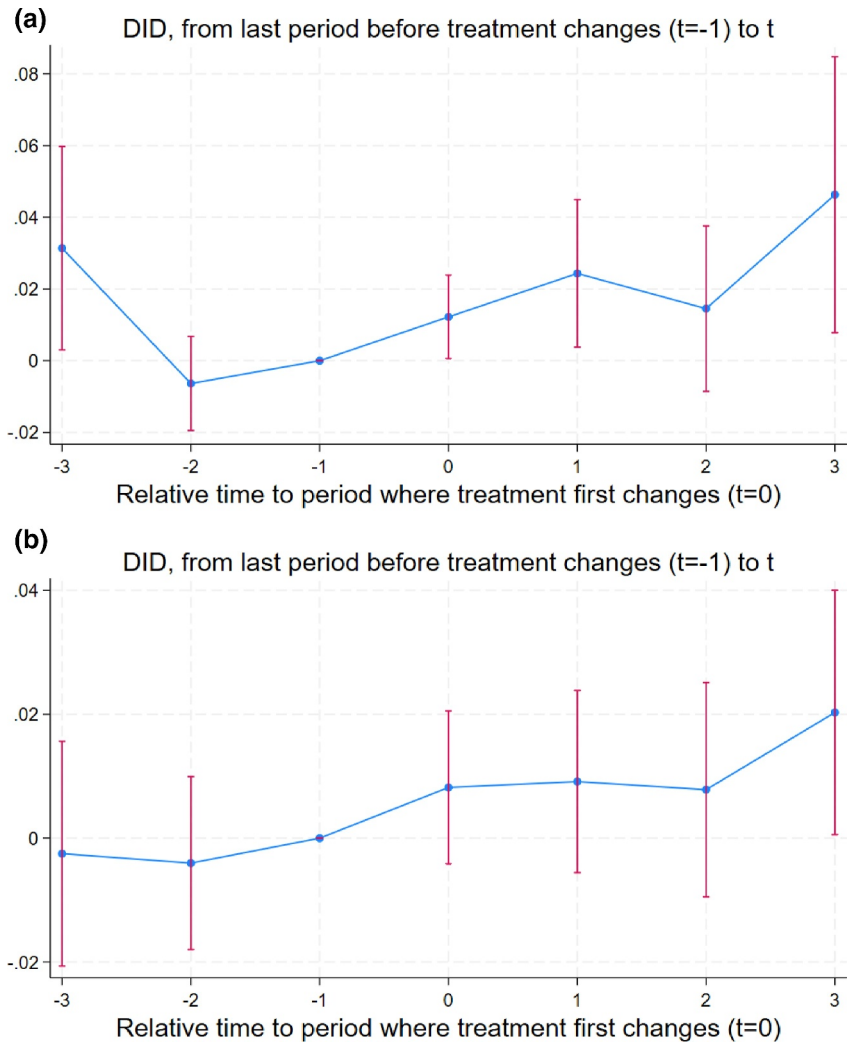 (a)
DID, from last period before treatment changes (t=-1) to t
.08
.06
.04
.02
0
-.02
-3 -2 -1 0 1 2 3
Relative time to period where treatment first changes (t=0)
(b)
DID, from last period before treatment changes (t=-1) to t
.04
.02
0
-.02
-3 -2 -1 0 1 2 3
Relative time to period where treatment first changes (t=0)